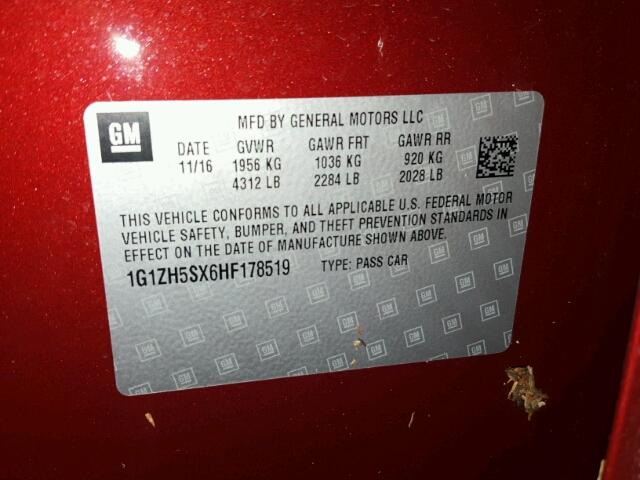 GM
MFD BY GENERAL MOTORS LLC
DATE GVWR GAWR FRT GAWR RR
11/16 1956 KG 1036 KG 920 KG
4312 LB 2284 LB 2028 LB
THIS VEHICLE CONFORMS TO ALL APPLICABLE U.S. FEDERAL MOTOR
VEHICLE SAFETY, BUMPER, AND THEFT PREVENTION STANDARDS IN
EFFECT ON THE DATE OF MANUFACTURE SHOWN ABOVE.
1G1ZH5SX6HF178519 TYPE: PASS CAR